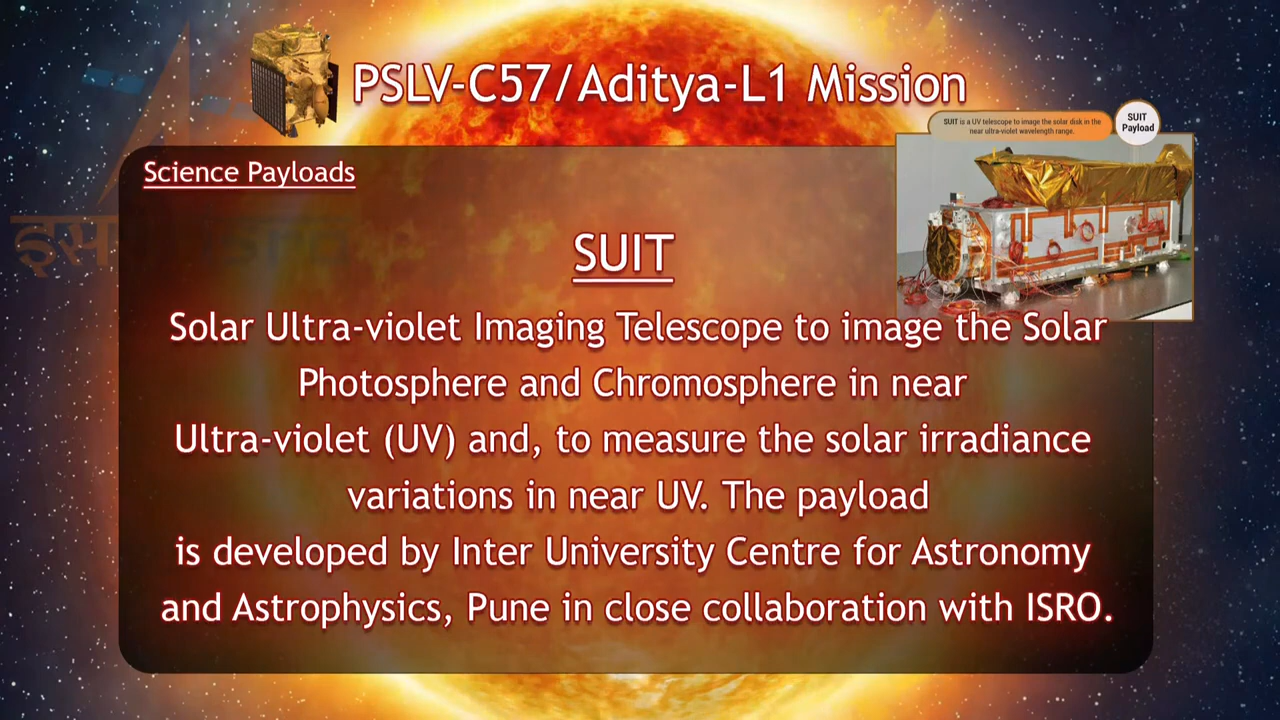 PSLV-C57/Aditya-L1 Mission
SUIT is a UV telescope to image the solar disk in the
near ultra-violet wavelength range.
SUIT
Payload
Science Payloads
SUIT
Solar Ultra-violet Imaging Telescope to image the Solar
Photosphere and Chromosphere in near
Ultra-violet (UV) and, to measure the solar irradiance
variations in near UV. The payload
is developed by Inter University Centre for Astronomy
and Astrophysics, Pune in close collaboration with ISRO.
इसरो isro